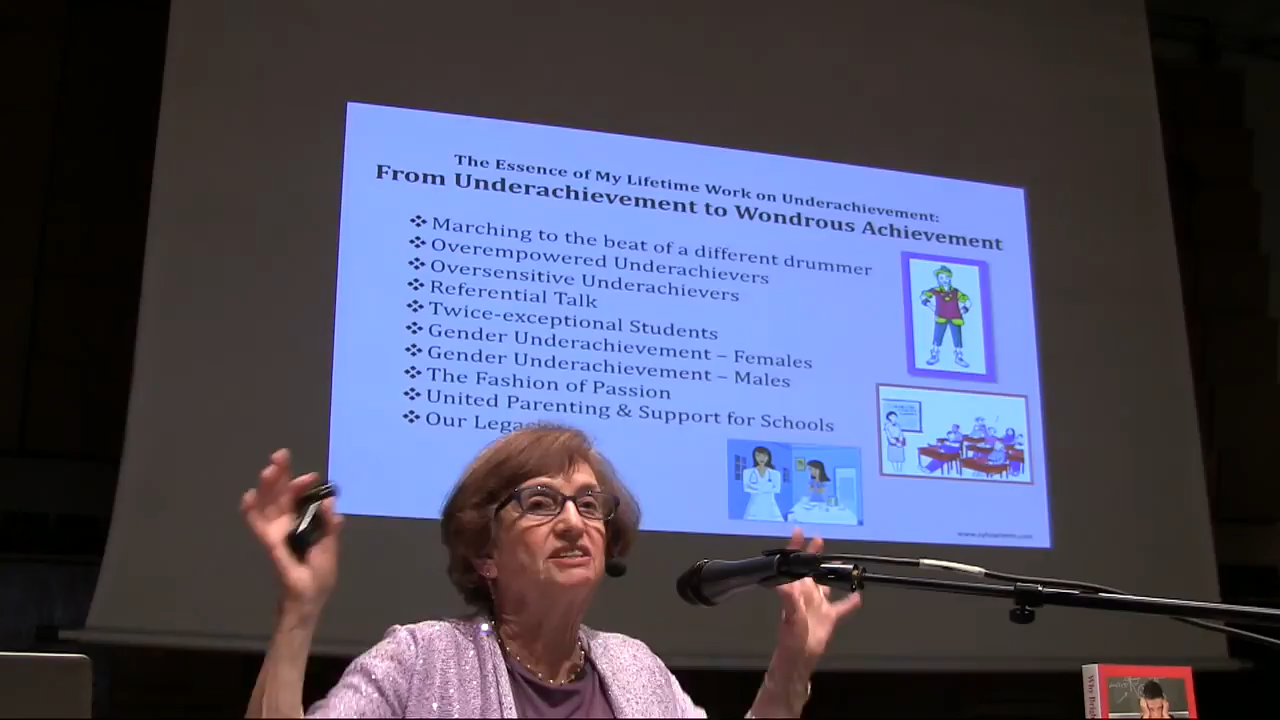 The Essence of My Lifetime Work on Underachievement:
From Underachievement to Wondrous Achievement
❖ Marching to the beat of a different drummer
❖ Overempowered Underachievers
❖ Oversensitive Underachievers
❖ Referential Talk
❖ Twice-exceptional Students
❖ Gender Underachievement – Females
❖ Gender Underachievement – Males
❖ The Fashion of Passion
❖ United Parenting & Support for Schools
❖ Our
Why